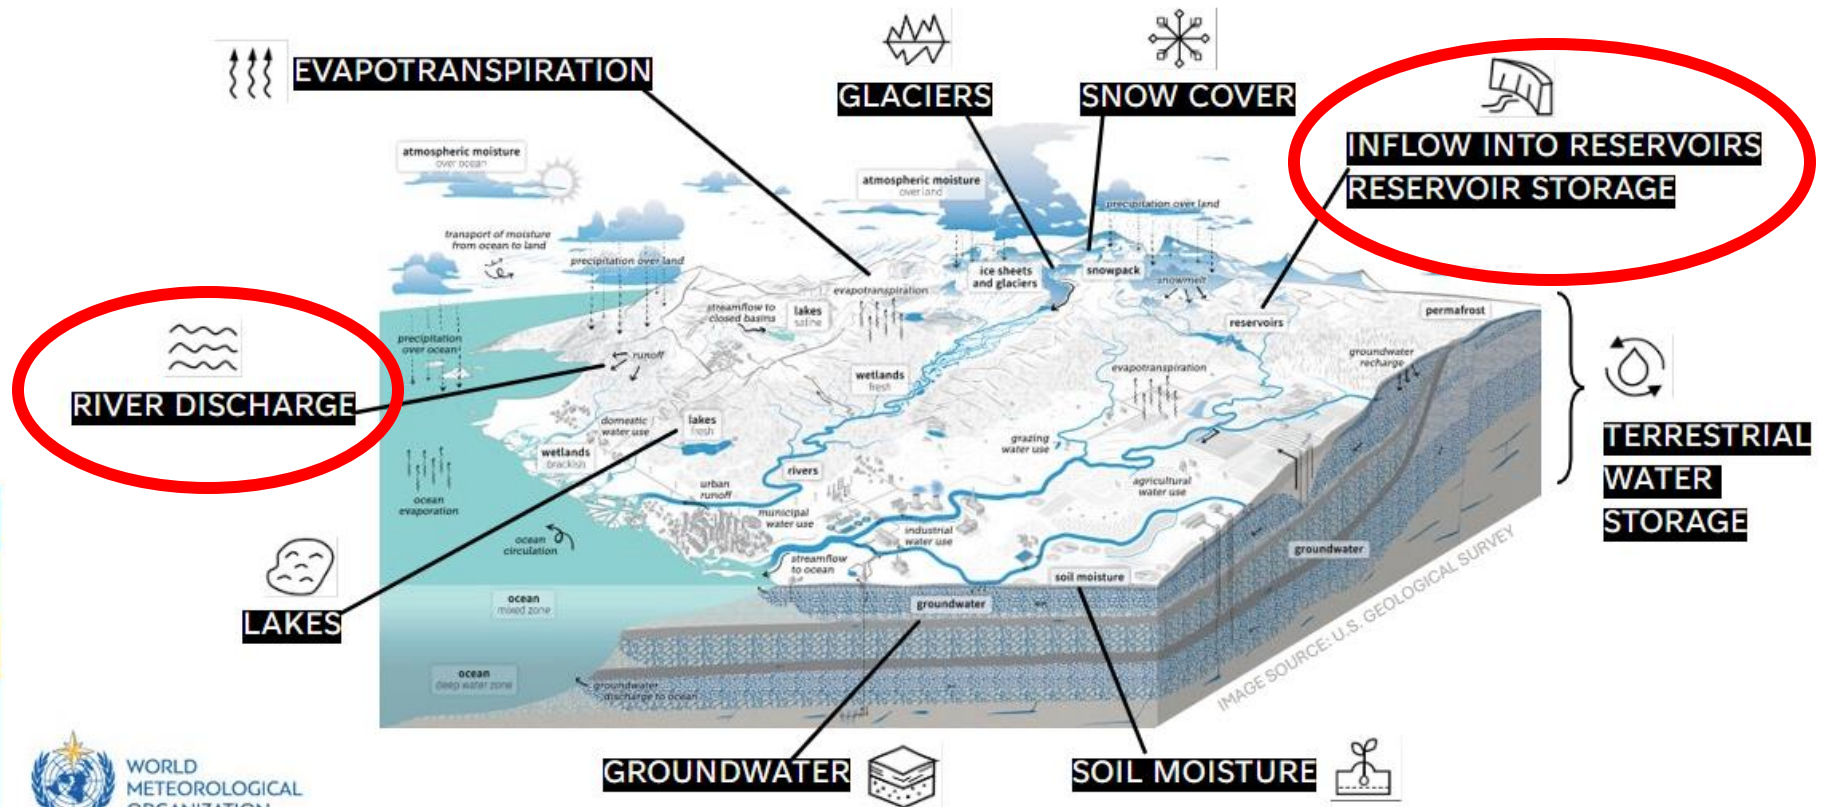 EVAPOTRANSPIRATION
GLACIERS
SNOW COVER
INFLOW INTO RESERVOIRS
RESERVOIR STORAGE
atmospheric moisture
over ocean
atmospheric moisture
over land
precipitation over land
transport of moisture
from ocean to land
precipitation over land
ice sheets
and glaciers
snowpack
snowmelt
evapotranspiration
streamflow to
closed basins
lakes
saline
reservoirs
permafrost
precipitation
over ocean
runoff
groundwater
recharge
wetlands
fresh
evapotranspiration
RIVER DISCHARGE
domestic
water use
lakes
fresh
grazing
water use
TERRESTRIAL
WATER
STORAGE
wetlands
brackish
rivers
urban
runoff
agricultural
water use
ocean
evaporation
municipal
water use
industrial
water use
ocean
circulation
streamflow
to ocean
groundwater
soil moisture
IMAGE SOURCE: U.S. GEOLOGICAL SURVEY
ocean
mixed zone
groundwater
LAKES
ocean
deep water zone
groundwater
discharge to ocean
GROUNDWATER
SOIL MOISTURE
WORLD
METEOROLOGICAL
ORGANIZATION